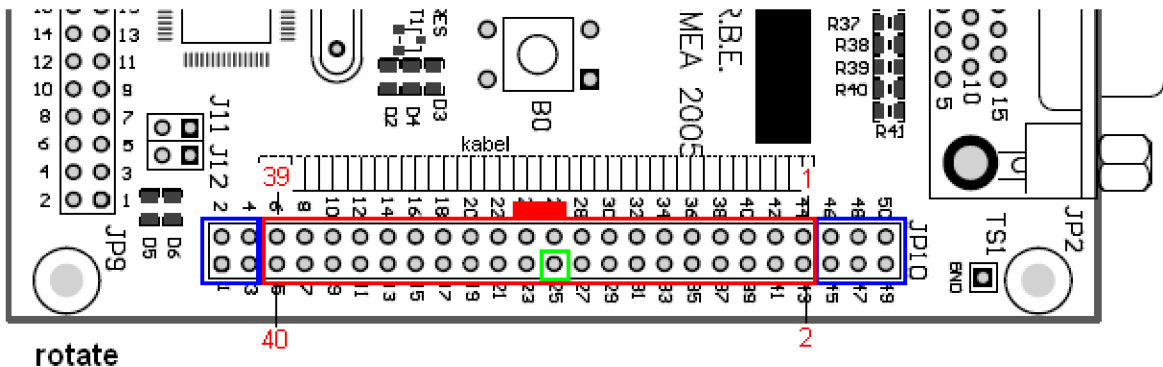 14 13
12 11
10 9
8 7
6 5
4 3
2 1
JP9
J11
J12
D5 D6
D2 D4 D3
T1
RES
B0
R.B.E.
MEA 2005
R37
R38
R39
R40
R41
5 10 15
JP2
TS1
GND
kabel
39 1
2 4 6 8 10 12 14 16 18 20 22 28 30 32 34 36 38 40 42 44 46 48 50
JP10
1 3 5 7 9 11 13 15 17 19 21 23 25 27 29 31 33 35 37 39 41 43 45 47 49
40 2
rotate